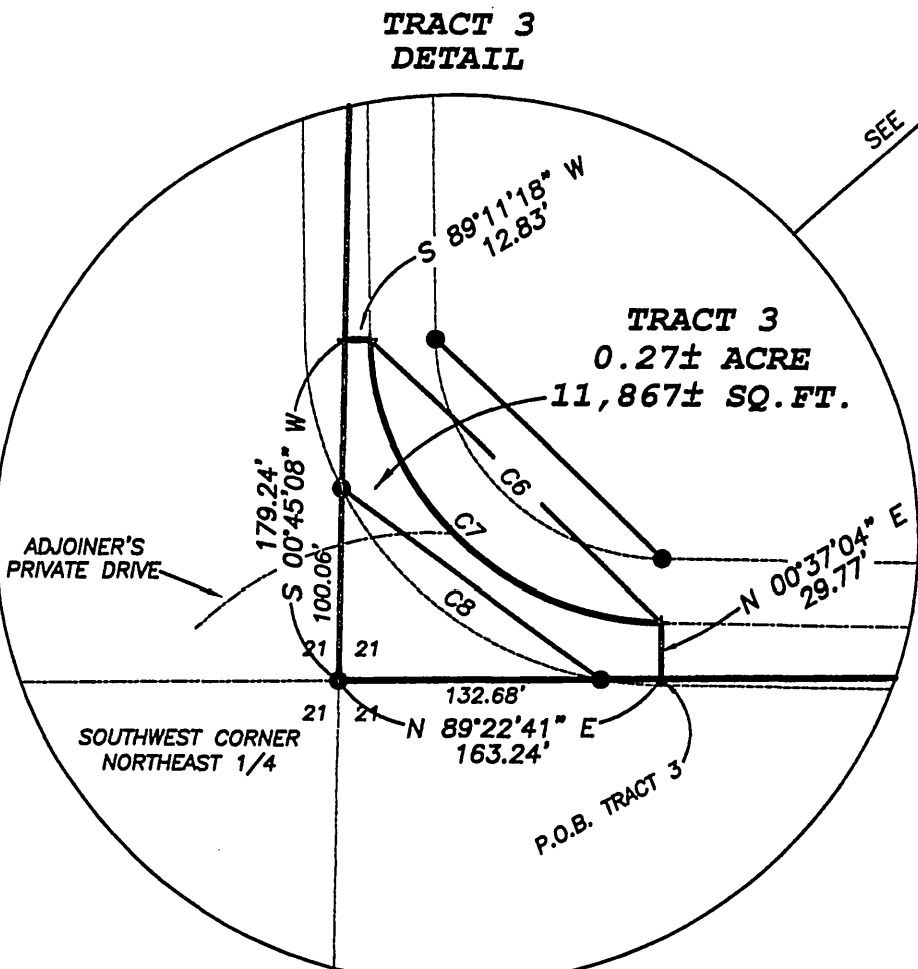 TRACT 3
DETAIL
SEE
S 89°11'18" W
12.83'
TRACT 3
0.27± ACRE
11,867± SQ.FT.
C6
C7
C8
179.24'
S 00°45'08" W
100.06'
N 00°37'04" E
29.77'
ADJOINER'S
PRIVATE DRIVE
21 21
21 21
132.68'
N 89°22'41" E
163.24'
SOUTHWEST CORNER
NORTHEAST 1/4
P.O.B. TRACT 3